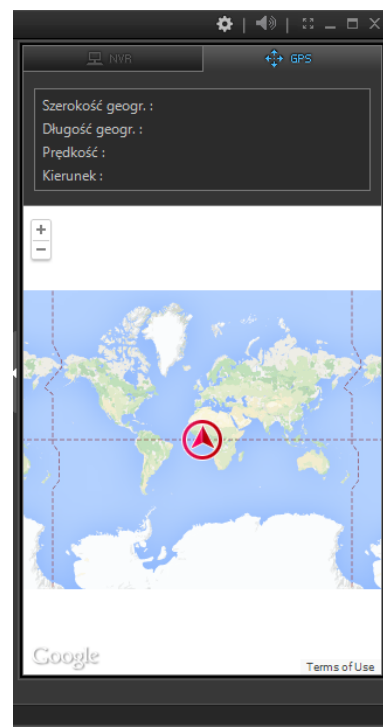 NVR
GPS
Szerokość geogr. :
Długość geogr. :
Prędkość :
Kierunek :
+
−
Google
Terms of Use